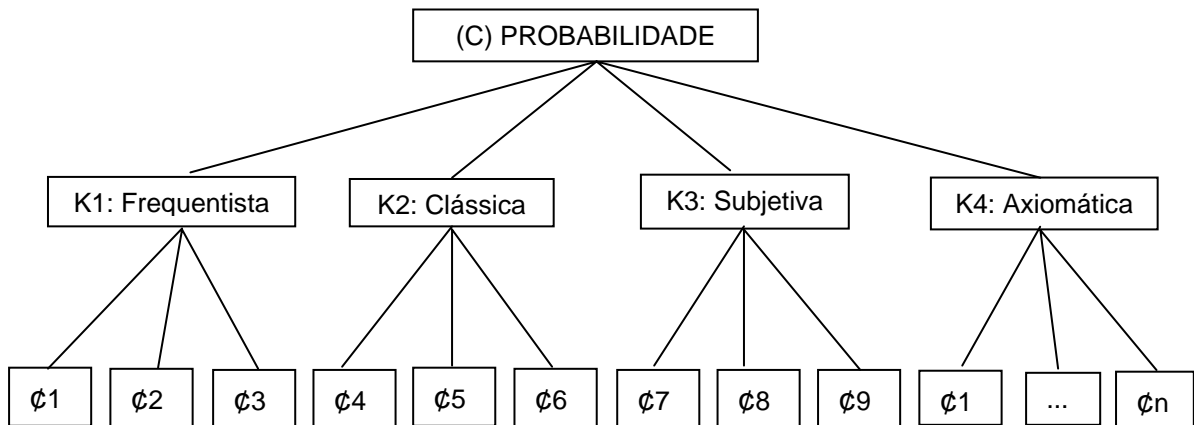 (C) PROBABILIDADE
K1: Frequentista
K2: Clássica
K3: Subjetiva
K4: Axiomática
₵1
₵2
₵3
₵4
₵5
₵6
₵7
₵8
₵9
₵1
...
₵n